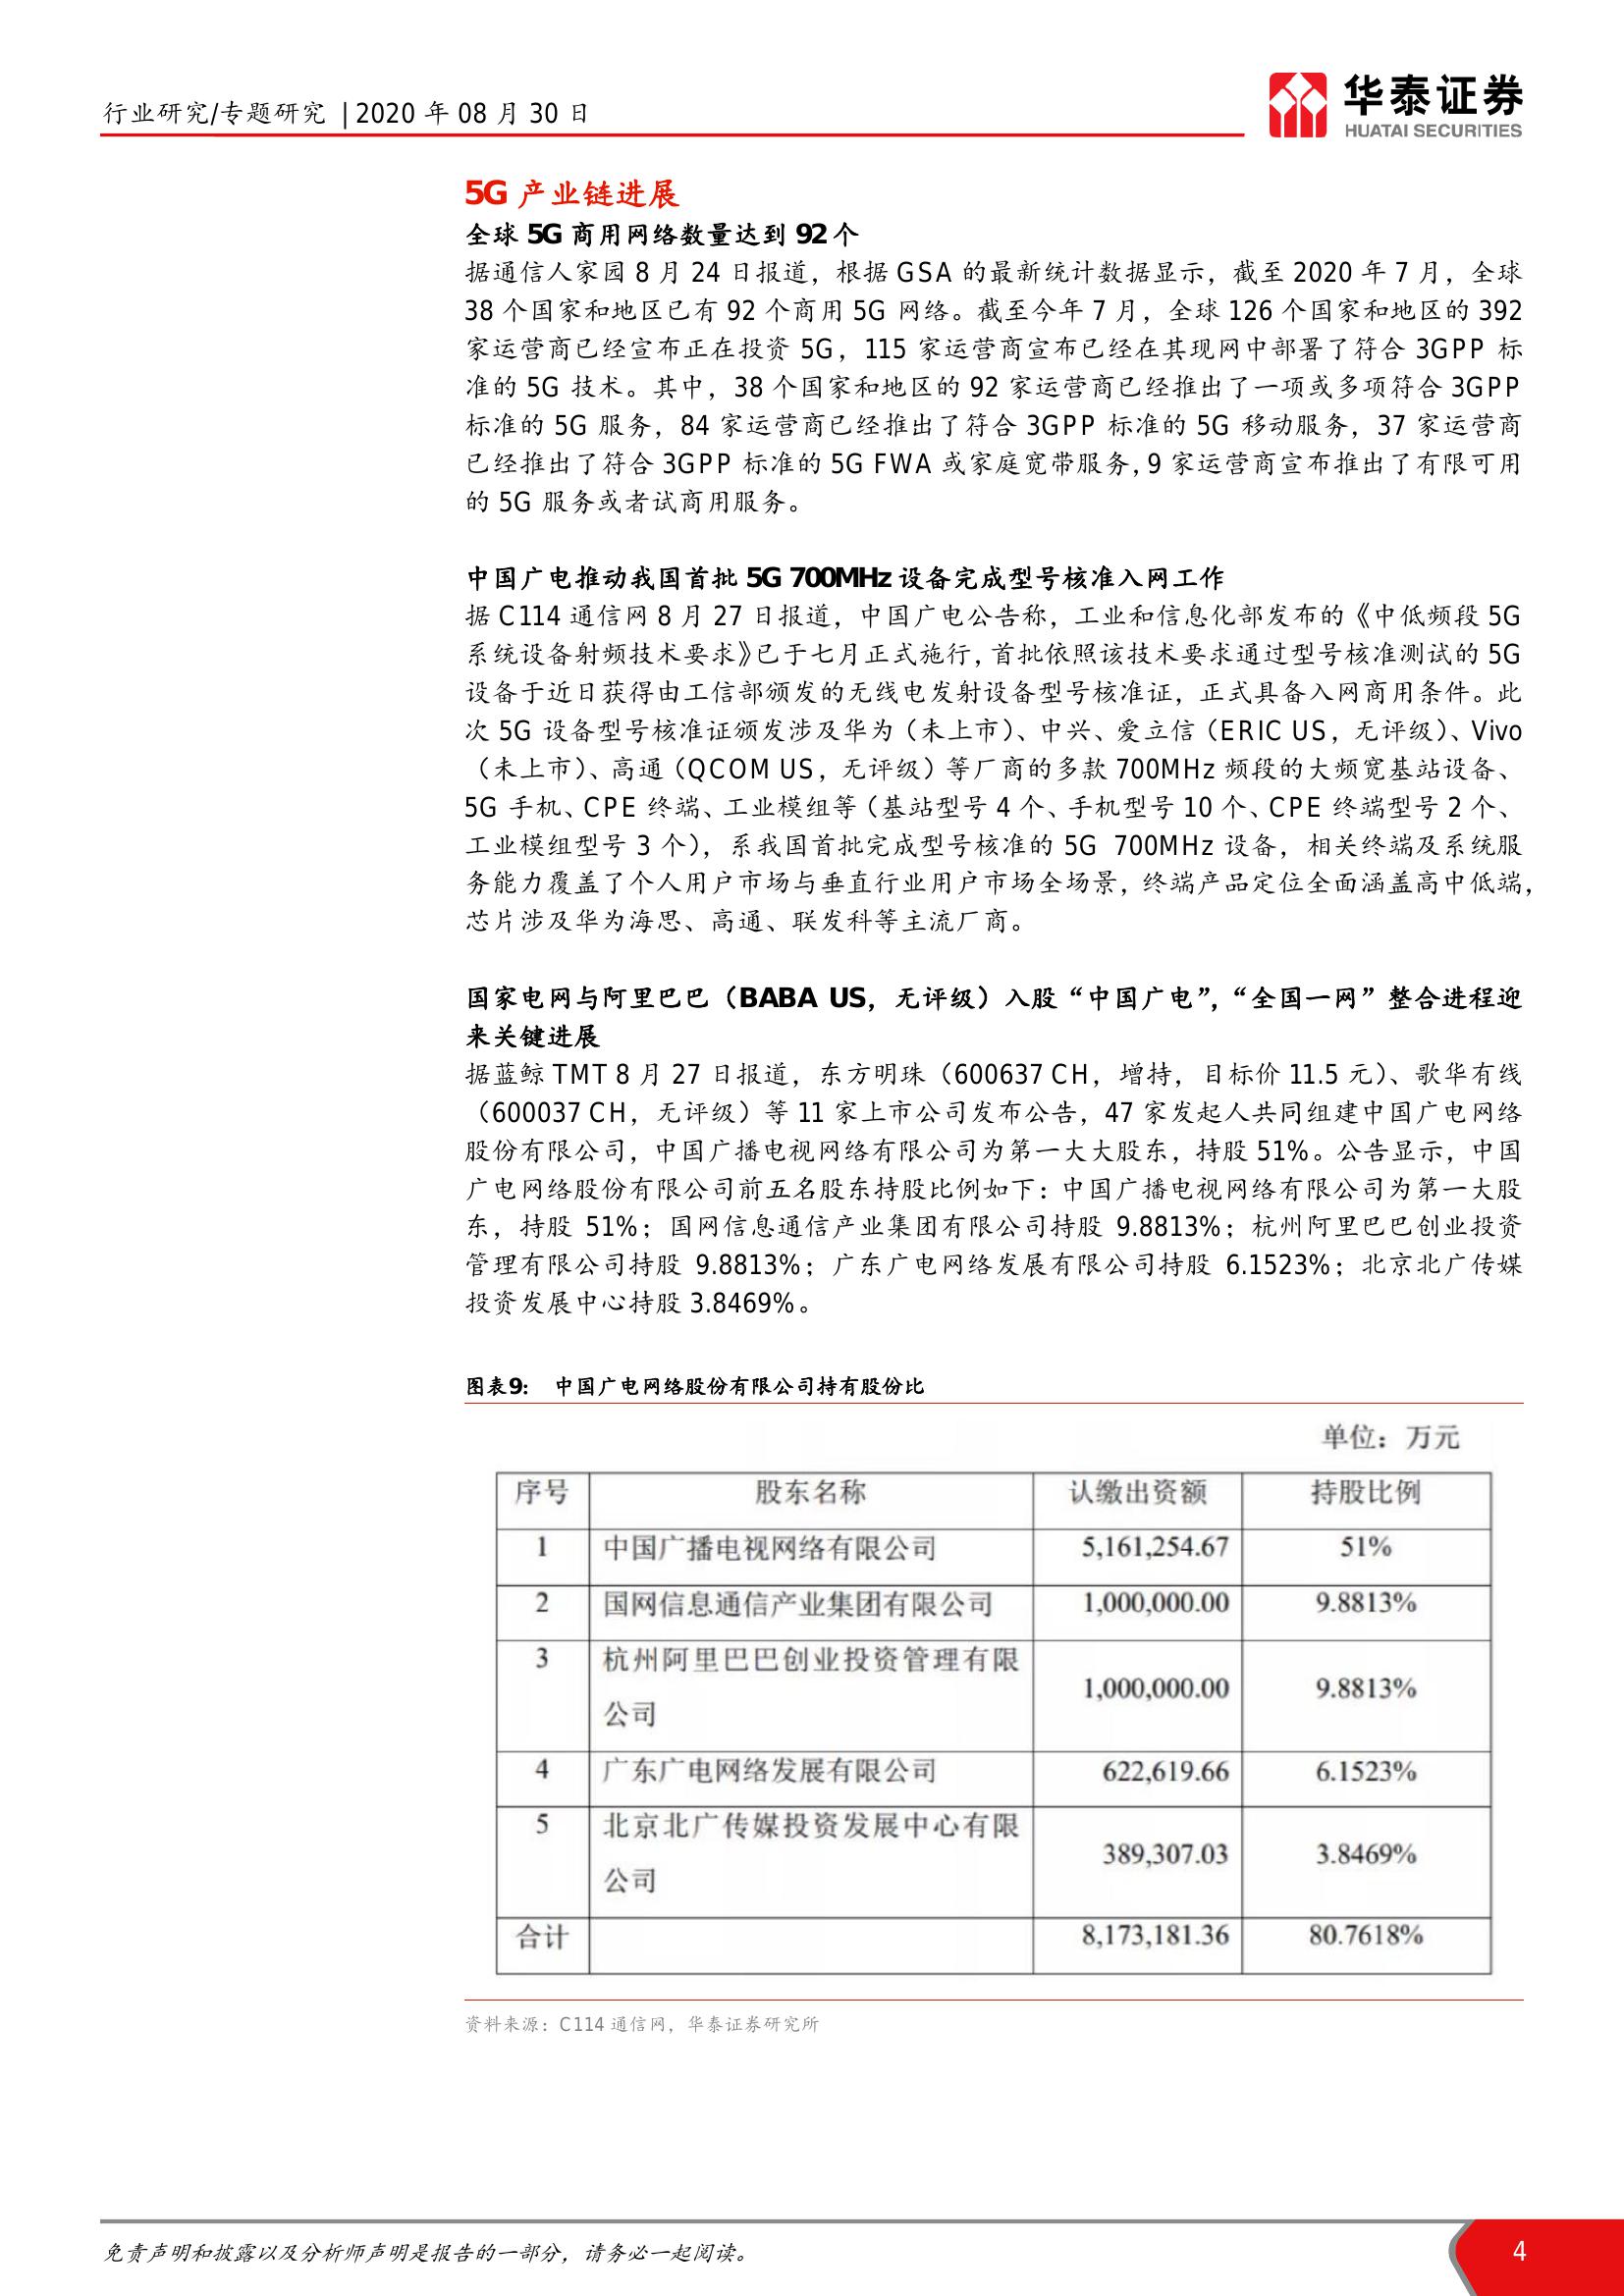 行业研究/专题研究 | 2020 年 08 月 30 日
华泰证券
HUATAI SECURITIES
5G 产业链进展
全球 5G 商用网络数量达到 92 个
据通信人家园 8 月 24 日报道，根据 GSA 的最新统计数据显示，截至 2020 年 7 月，全球
38 个国家和地区已有 92 个商用 5G 网络。截至今年 7 月，全球 126 个国家和地区的 392
家运营商已经宣布正在投资 5G，115 家运营商宣布已经在其现网中部署了符合 3GPP 标
准的 5G 技术。其中，38 个国家和地区的 92 家运营商已经推出了一项或多项符合 3GPP
标准的 5G 服务，84 家运营商已经推出了符合 3GPP 标准的 5G 移动服务，37 家运营商
已经推出了符合 3GPP 标准的 5G FWA 或家庭宽带服务，9 家运营商宣布推出了有限可用
的 5G 服务或者试商用服务。
中国广电推动我国首批 5G 700MHz 设备完成型号核准入网工作
据 C114 通信网 8 月 27 日报道，中国广电公告称，工业和信息化部发布的《中低频段 5G
系统设备射频技术要求》已于七月正式施行，首批依照该技术要求通过型号核准测试的 5G
设备于近日获得由工信部颁发的无线电发射设备型号核准证，正式具备入网商用条件。此
次 5G 设备型号核准证颁发涉及华为（未上市）、中兴、爱立信（ERIC US，无评级）、Vivo
（未上市）、高通（QCOM US，无评级）等厂商的多款 700MHz 频段的大频宽基站设备、
5G 手机、CPE 终端、工业模组等（基站型号 4 个、手机型号 10 个、CPE 终端型号 2 个、
工业模组型号 3 个），系我国首批完成型号核准的 5G 700MHz 设备，相关终端及系统服
务能力覆盖了个人用户市场与垂直行业用户市场全场景，终端产品定位全面涵盖高中低端，
芯片涉及华为海思、高通、联发科等主流厂商。
国家电网与阿里巴巴（BABA US，无评级）入股“中国广电”，“全国一网”整合进程迎
来关键进展
据蓝鲸 TMT 8 月 27 日报道，东方明珠（600637 CH，增持，目标价 11.5 元）、歌华有线
（600037 CH，无评级）等 11 家上市公司发布公告，47 家发起人共同组建中国广电网络
股份有限公司，中国广播电视网络有限公司为第一大大股东，持股 51%。公告显示，中国
广电网络股份有限公司前五名股东持股比例如下：中国广播电视网络有限公司为第一大股
东，持股 51%；国网信息通信产业集团有限公司持股 9.8813%；杭州阿里巴巴创业投资
管理有限公司持股 9.8813%；广东广电网络发展有限公司持股 6.1523%；北京北广传媒
投资发展中心持股 3.8469%。
图表9： 中国广电网络股份有限公司持有股份比
单位：万元
序号 股东名称 认缴出资额 持股比例
1 中国广播电视网络有限公司 5,161,254.67 51%
2 国网信息通信产业集团有限公司 1,000,000.00 9.8813%
3 杭州阿里巴巴创业投资管理有限
公司 1,000,000.00 9.8813%
4 广东广电网络发展有限公司 622,619.66 6.1523%
5 北京北广传媒投资发展中心有限
公司 389,307.03 3.8469%
合计 8,173,181.36 80.7618%
资料来源：C114 通信网，华泰证券研究所
免责声明和披露以及分析师声明是报告的一部分，请务必一起阅读。
4